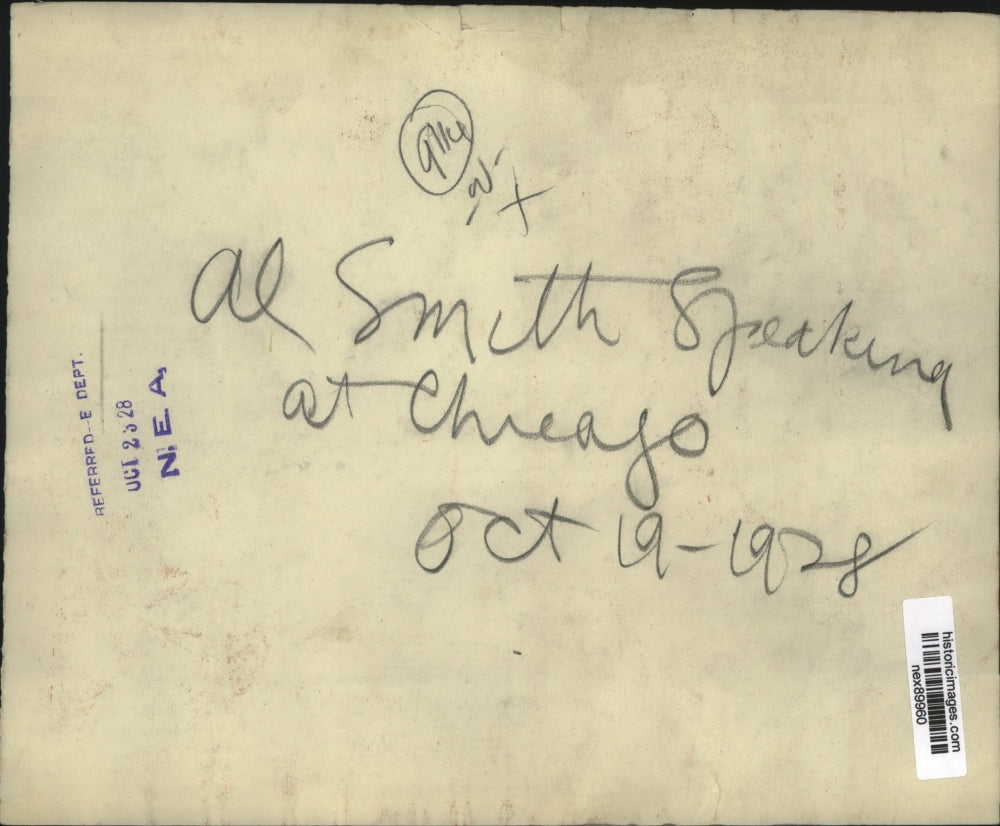 Al Smith Speaking
at Chicago
Oct 19-1928
REFERRED--E DEPT.
OCT 23 28
N. E. A,
historicimages.com
nex89960